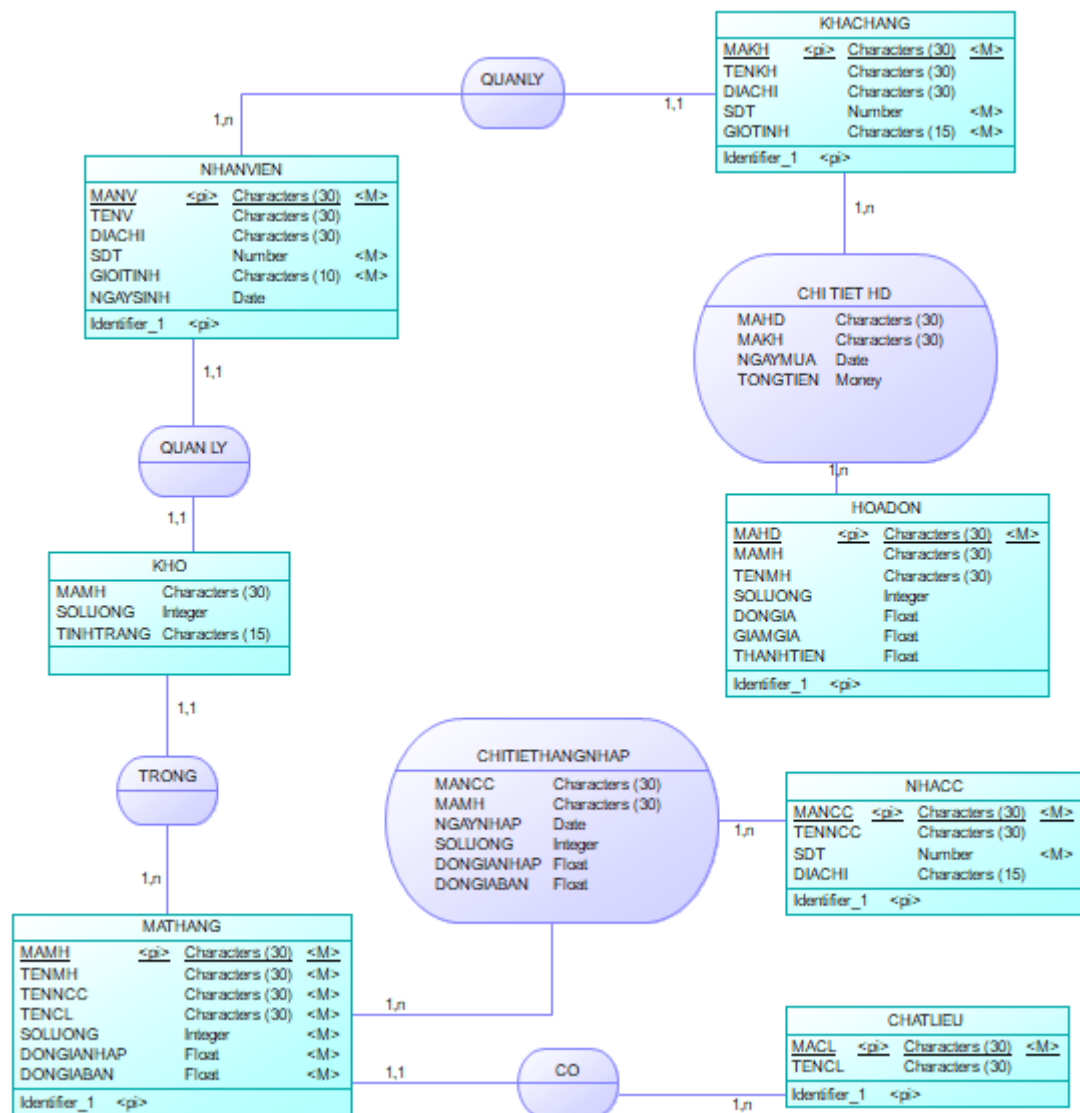 KHACHANG
MAKH <pi> Characters (30) <M>
TENKH Characters (30)
DIACHI Characters (30)
SDT Number <M>
GIOTINH Characters (15) <M>
Identifier_1 <pi>
QUANLY
1,1
1,n
NHANVIEN
MANV <pi> Characters (30) <M>
TENV Characters (30)
DIACHI Characters (30)
SDT Number <M>
GIOITINH Characters (10) <M>
NGAYSINH Date
Identifier_1 <pi>
1,n
CHI TIET HD
MAHD Characters (30)
MAKH Characters (30)
NGAYMUA Date
TONGTIEN Money
1,n
1,1
QUAN LY
1,1
HOADON
MAHD <pi> Characters (30) <M>
MAMH Characters (30)
TENMH Characters (30)
SOLUONG Integer
DONGIA Float
GIAMGIA Float
THANHTIEN Float
Identifier_1 <pi>
KHO
MAMH Characters (30)
SOLUONG Integer
TINHTRANG Characters (15)
1,1
TRONG
1,n
CHITIETHANGNHAP
MANCC Characters (30)
MAMH Characters (30)
NGAYNHAP Date
SOLUONG Integer
DONGIANHAP Float
DONGIABAN Float
1,n
NHACC
MANCC <pi> Characters (30) <M>
TENNCC Characters (30)
SDT Number <M>
DIACHI Characters (15)
Identifier_1 <pi>
MATHANG
MAMH <pi> Characters (30) <M>
TENMH Characters (30) <M>
TENNCC Characters (30) <M>
TENCL Characters (30) <M>
SOLUONG Integer <M>
DONGIANHAP Float <M>
DONGIABAN Float <M>
Identifier_1 <pi>
1,n
1,1
CO
1,n
CHATLIEU
MACL <pi> Characters (30) <M>
TENCL Characters (30)
Identifier_1 <pi>